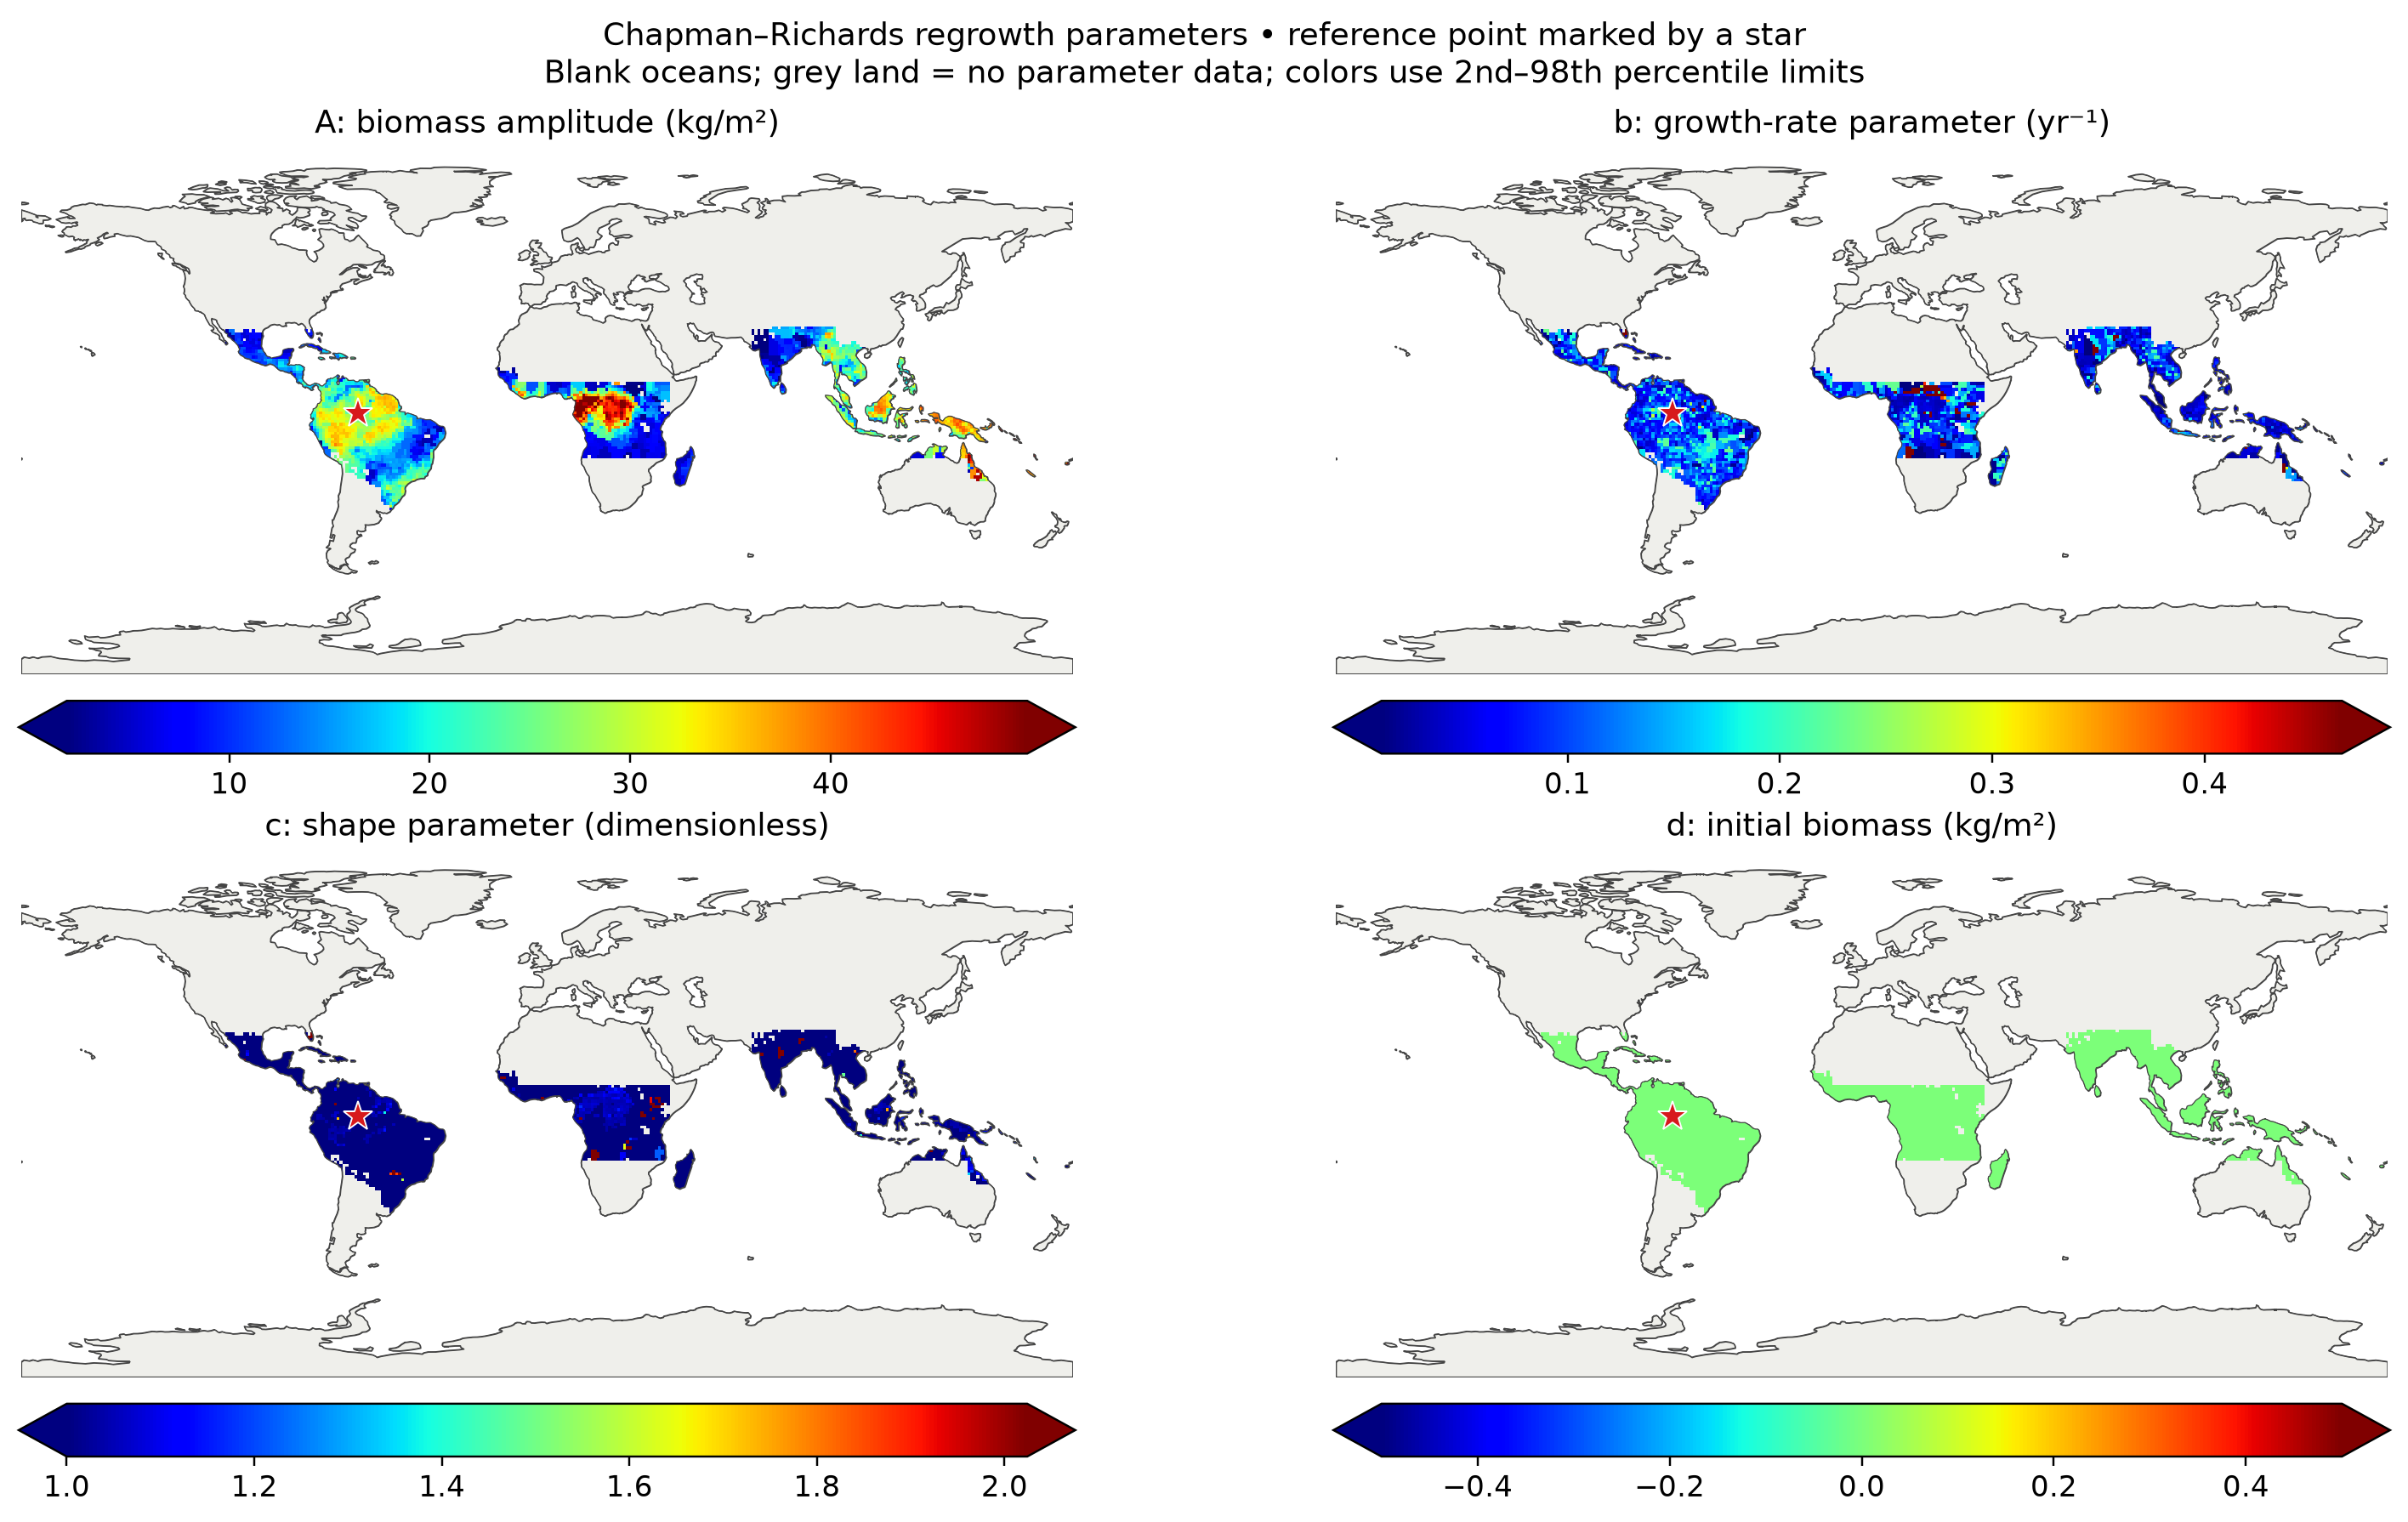 Chapman–Richards regrowth parameters • reference point marked by a star
Blank oceans; grey land = no parameter data; colors use 2nd–98th percentile limits
A: biomass amplitude (kg/m²)
10 20 30 40
b: growth-rate parameter (yr⁻¹)
0.1 0.2 0.3 0.4
c: shape parameter (dimensionless)
1.0 1.2 1.4 1.6 1.8 2.0
d: initial biomass (kg/m²)
−0.4 −0.2 0.0 0.2 0.4